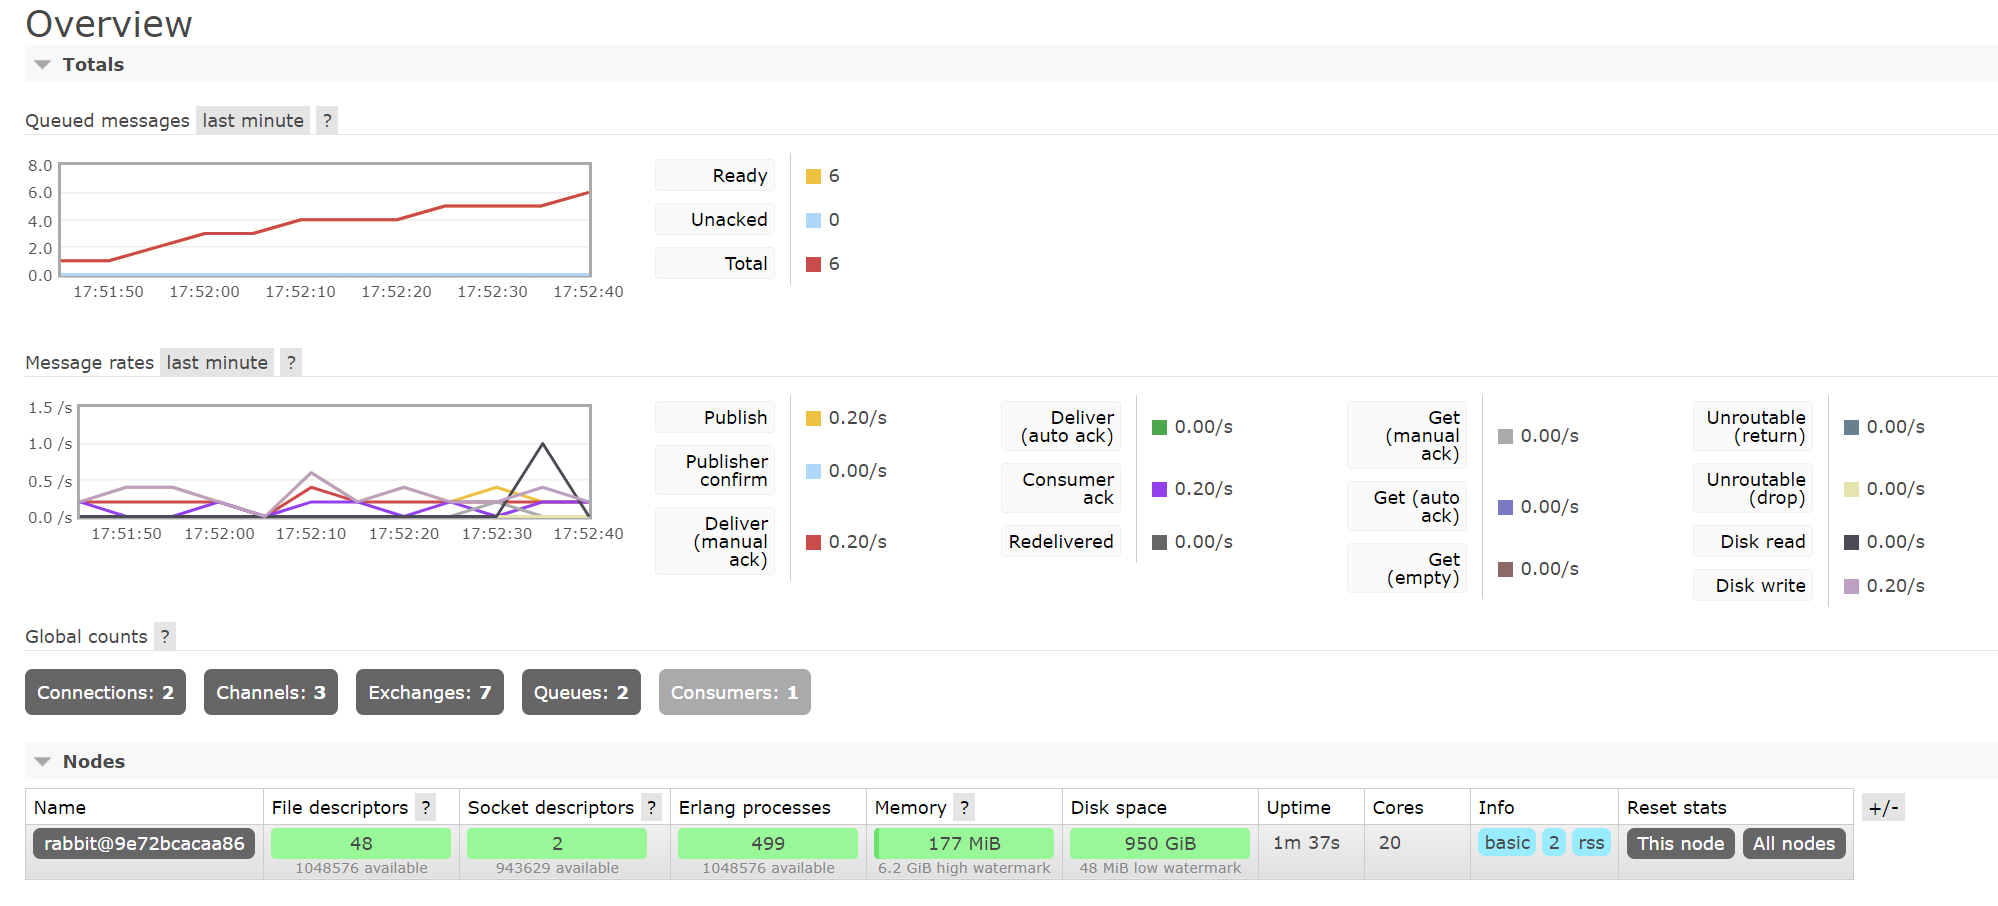 Overview
Totals
Queued messages last minute ?
8.0
6.0
4.0
2.0
0.0
17:51:50 17:52:00 17:52:10 17:52:20 17:52:30 17:52:40
Ready 6
Unacked 0
Total 6
Message rates last minute ?
1.5 /s
1.0 /s
0.5 /s
0.0 /s
17:51:50 17:52:00 17:52:10 17:52:20 17:52:30 17:52:40
Publish 0.20/s
Publisher
confirm 0.00/s
Deliver
(manual
ack) 0.20/s
Deliver
(auto ack) 0.00/s
Consumer
ack 0.20/s
Redelivered 0.00/s
Get
(manual
ack) 0.00/s
Get (auto
ack) 0.00/s
Get
(empty) 0.00/s
Unroutable
(return) 0.00/s
Unroutable
(drop) 0.00/s
Disk read 0.00/s
Disk write 0.20/s
Global counts ?
Connections: 2 Channels: 3 Exchanges: 7 Queues: 2 Consumers: 1
Nodes
Name File descriptors ? Socket descriptors ? Erlang processes Memory ? Disk space Uptime Cores Info Reset stats +/-
rabbit@9e72bcacaa86 48 2 499 177 MiB 950 GiB 1m 37s 20 basic 2 rss This node All nodes
1048576 available 943629 available 1048576 available 6.2 GiB high watermark 48 MiB low watermark